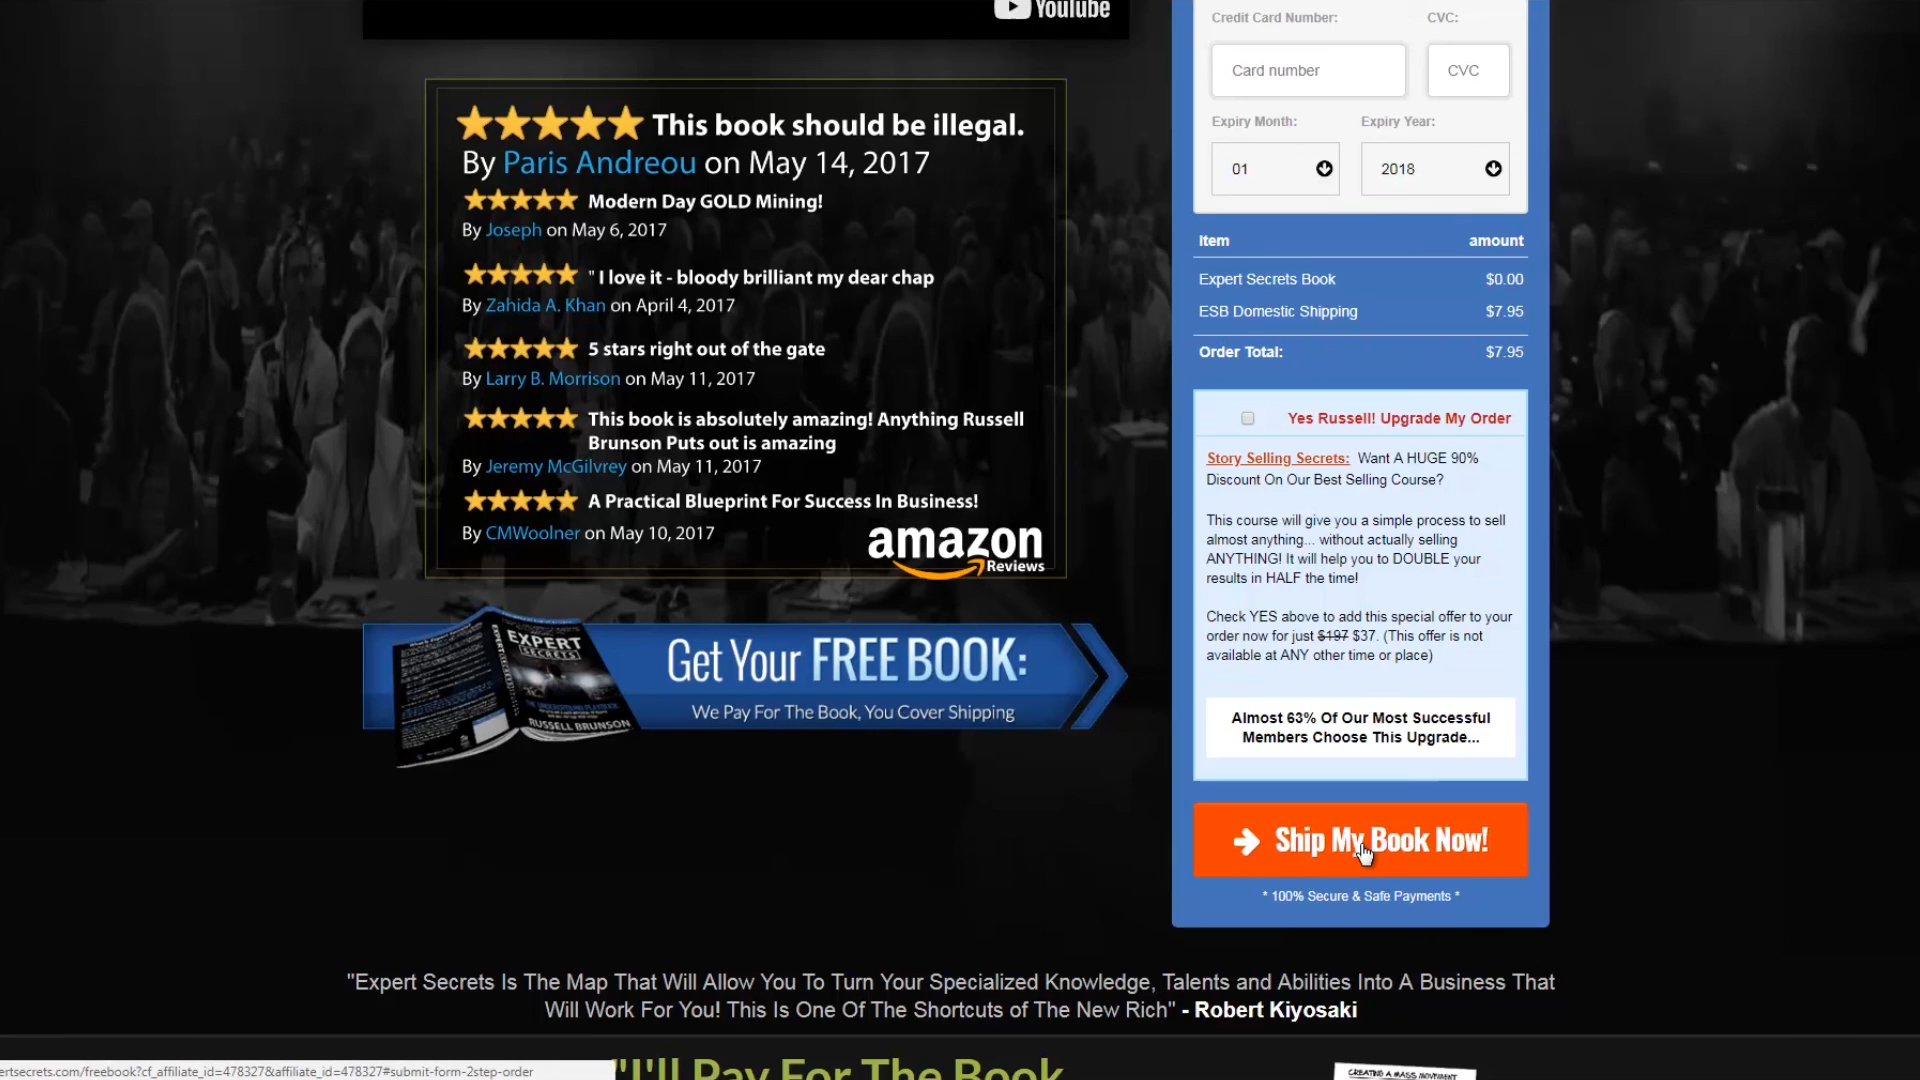 YouTube
This book should be illegal.
By Paris Andreou on May 14, 2017
Modern Day GOLD Mining!
By Joseph on May 6, 2017
" I love it - bloody brilliant my dear chap
By Zahida A. Khan on April 4, 2017
5 stars right out of the gate
By Larry B. Morrison on May 11, 2017
This book is absolutely amazing! Anything Russell
Brunson Puts out is amazing
By Jeremy McGilvrey on May 11, 2017
A Practical Blueprint For Success In Business!
By CMWoolner on May 10, 2017
amazon
Reviews
EXPERT
SECRETS
RUSSELL BRUNSON
Get Your FREE BOOK:
We Pay For The Book, You Cover Shipping
Credit Card Number: CVC:
Card number CVC
Expiry Month: Expiry Year:
01 2018
Item amount
Expert Secrets Book $0.00
ESB Domestic Shipping $7.95
Order Total: $7.95
Yes Russell! Upgrade My Order
Story Selling Secrets: Want A HUGE 90%
Discount On Our Best Selling Course?
This course will give you a simple process to sell
almost anything... without actually selling
ANYTHING! It will help you to DOUBLE your
results in HALF the time!
Check YES above to add this special offer to your
order now for just $197 $37. (This offer is not
available at ANY other time or place)
Almost 63% Of Our Most Successful
Members Choose This Upgrade...
Ship My Book Now!
* 100% Secure & Safe Payments *
"Expert Secrets Is The Map That Will Allow You To Turn Your Specialized Knowledge, Talents and Abilities Into A Business That
Will Work For You! This Is One Of The Shortcuts of The New Rich" - Robert Kiyosaki
ertsecrets.com/freebook?cf_affiliate_id=478327&affiliate_id=478327#submit-form-2step-order
"I'll Pay For The Book
CREATING A MASS MOVEMENT